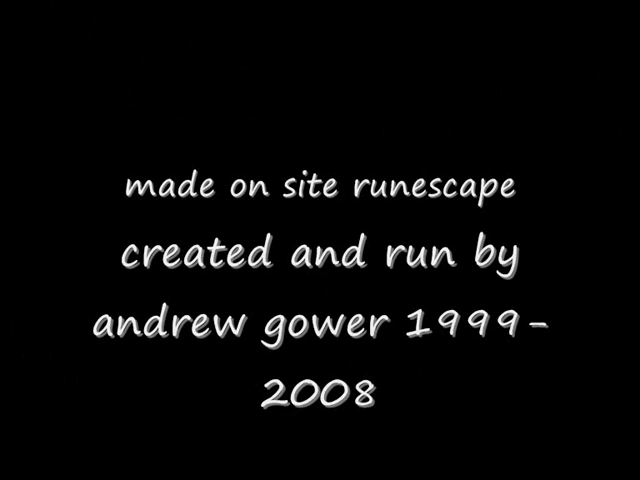 made on site runescape
created and run by
andrew gower 1999-
2008